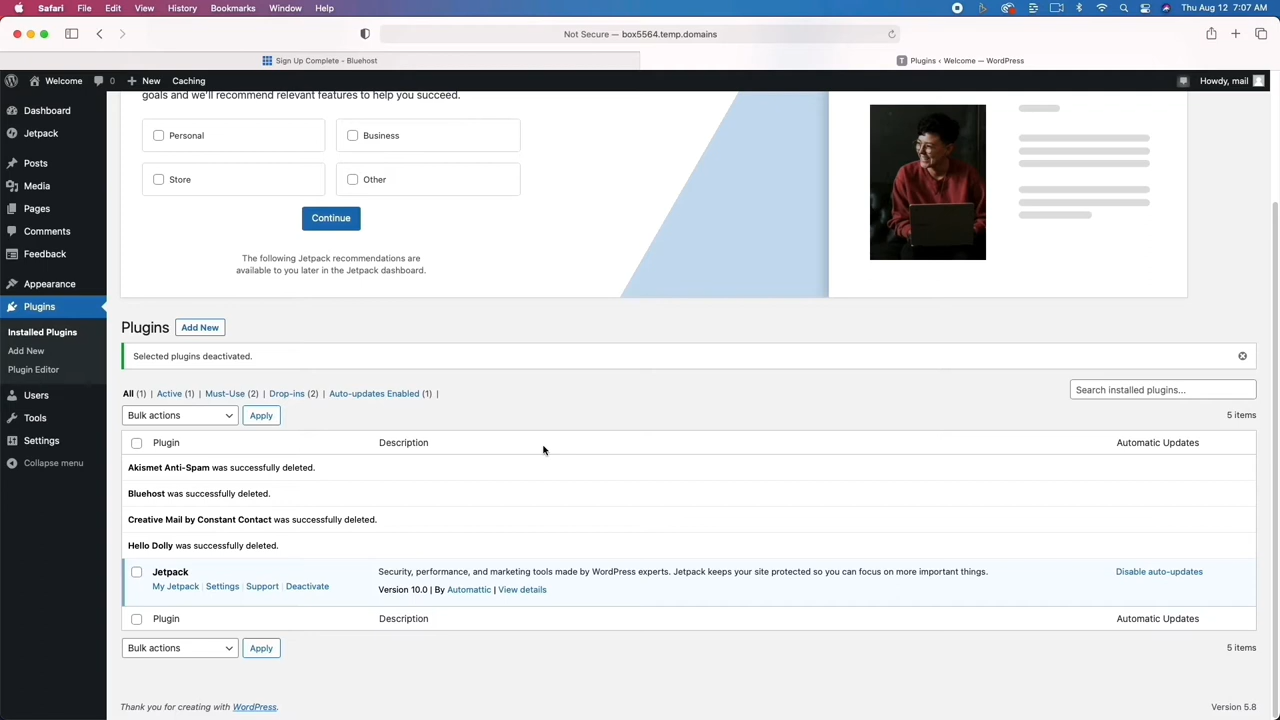 Safari File Edit View History Bookmarks Window Help Thu Aug 12 7:07 AM
Not Secure — box5564.temp.domains
Sign Up Complete – Bluehost
Plugins ‹ Welcome — WordPress
Welcome 0 New Caching Howdy, mail
Dashboard
Jetpack
Posts
Media
Pages
Comments
Feedback
Appearance
Plugins
Installed Plugins
Add New
Plugin Editor
Users
Tools
Settings
Collapse menu
goals and we'll recommend relevant features to help you succeed.
Personal Business
Store Other
Continue
The following Jetpack recommendations are
available to you later in the Jetpack dashboard.
Plugins Add New
Selected plugins deactivated.
All (1) | Active (1) | Must-Use (2) | Drop-ins (2) | Auto-updates Enabled (1) |
Search installed plugins...
Bulk actions Apply 5 items
Plugin Description Automatic Updates
Akismet Anti-Spam was successfully deleted.
Bluehost was successfully deleted.
Creative Mail by Constant Contact was successfully deleted.
Hello Dolly was successfully deleted.
Jetpack Security, performance, and marketing tools made by WordPress experts. Jetpack keeps your site protected so you can focus on more important things. Disable auto-updates
My Jetpack | Settings | Support | Deactivate Version 10.0 | By Automattic | View details
Plugin Description Automatic Updates
Bulk actions Apply 5 items
Thank you for creating with WordPress. Version 5.8